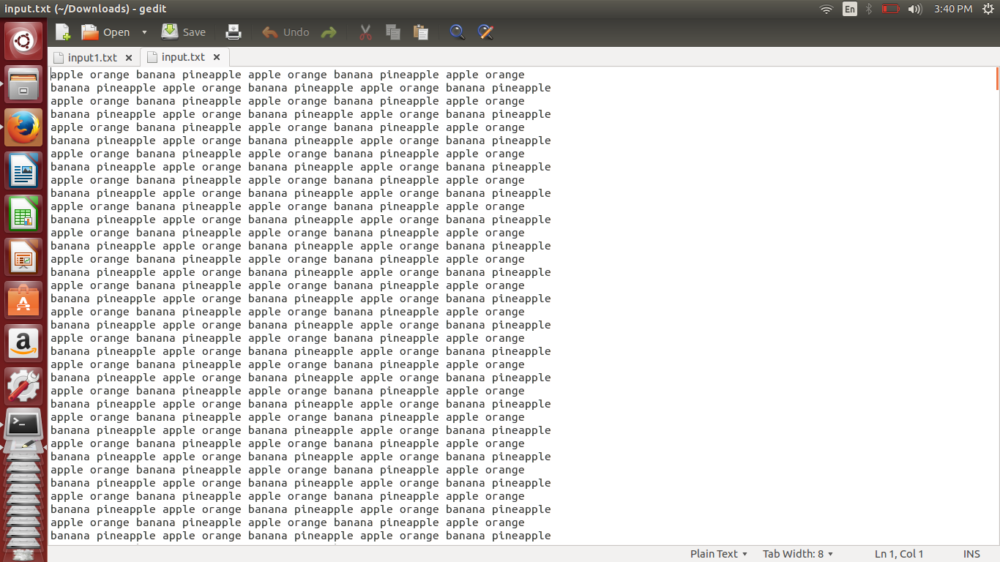 input.txt (~/Downloads) - gedit
En
3:40 PM
Open
Save
Undo
input1.txt
input.txt
apple orange banana pineapple apple orange banana pineapple apple orange
banana pineapple apple orange banana pineapple apple orange banana pineapple
apple orange banana pineapple apple orange banana pineapple apple orange
banana pineapple apple orange banana pineapple apple orange banana pineapple
apple orange banana pineapple apple orange banana pineapple apple orange
banana pineapple apple orange banana pineapple apple orange banana pineapple
apple orange banana pineapple apple orange banana pineapple apple orange
banana pineapple apple orange banana pineapple apple orange banana pineapple
apple orange banana pineapple apple orange banana pineapple apple orange
banana pineapple apple orange banana pineapple apple orange banana pineapple
apple orange banana pineapple apple orange banana pineapple apple orange
banana pineapple apple orange banana pineapple apple orange banana pineapple
apple orange banana pineapple apple orange banana pineapple apple orange
banana pineapple apple orange banana pineapple apple orange banana pineapple
apple orange banana pineapple apple orange banana pineapple apple orange
banana pineapple apple orange banana pineapple apple orange banana pineapple
apple orange banana pineapple apple orange banana pineapple apple orange
banana pineapple apple orange banana pineapple apple orange banana pineapple
apple orange banana pineapple apple orange banana pineapple apple orange
banana pineapple apple orange banana pineapple apple orange banana pineapple
apple orange banana pineapple apple orange banana pineapple apple orange
banana pineapple apple orange banana pineapple apple orange banana pineapple
apple orange banana pineapple apple orange banana pineapple apple orange
banana pineapple apple orange banana pineapple apple orange banana pineapple
apple orange banana pineapple apple orange banana pineapple apple orange
banana pineapple apple orange banana pineapple apple orange banana pineapple
apple orange banana pineapple apple orange banana pineapple apple orange
banana pineapple apple orange banana pineapple apple orange banana pineapple
apple orange banana pineapple apple orange banana pineapple apple orange
banana pineapple apple orange banana pineapple apple orange banana pineapple
apple orange banana pineapple apple orange banana pineapple apple orange
banana pineapple apple orange banana pineapple apple orange banana pineapple
apple orange banana pineapple apple orange banana pineapple apple orange
banana pineapple apple orange banana pineapple apple orange banana pineapple
apple orange banana pineapple apple orange banana pineapple apple orange
banana pineapple apple orange banana pineapple apple orange banana pineapple
Plain Text
Tab Width: 8
Ln 1, Col 1
INS